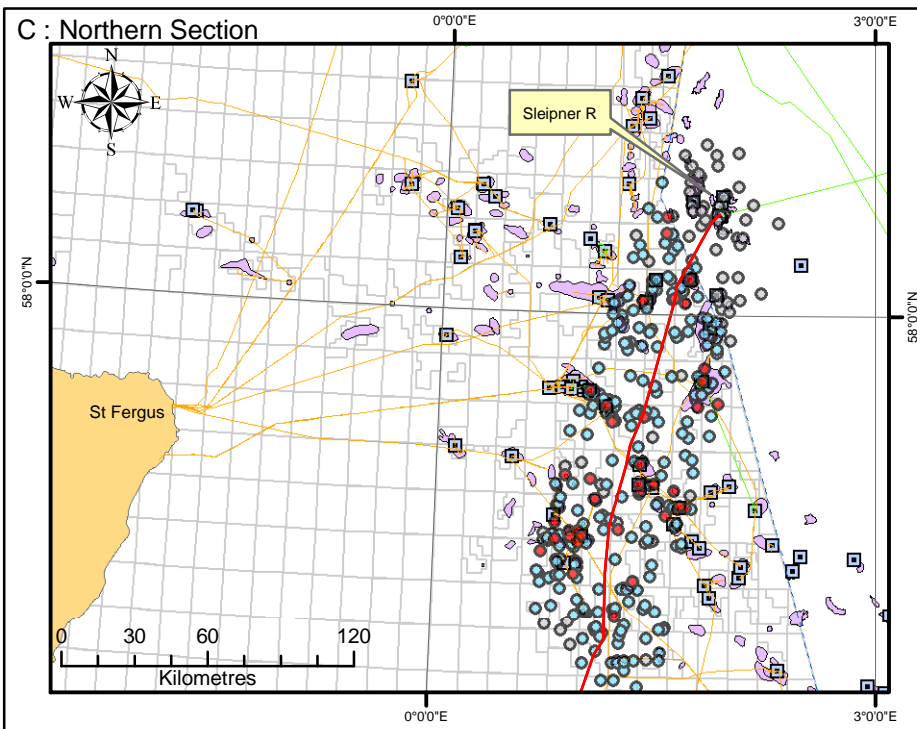 C : Northern Section
0°0'0"E
3°0'0"E
N
W
E
S
Sleipner R
58°0'0"N
58°0'0"N
St Fergus
0
30
60
120
Kilometres
0°0'0"E
3°0'0"E